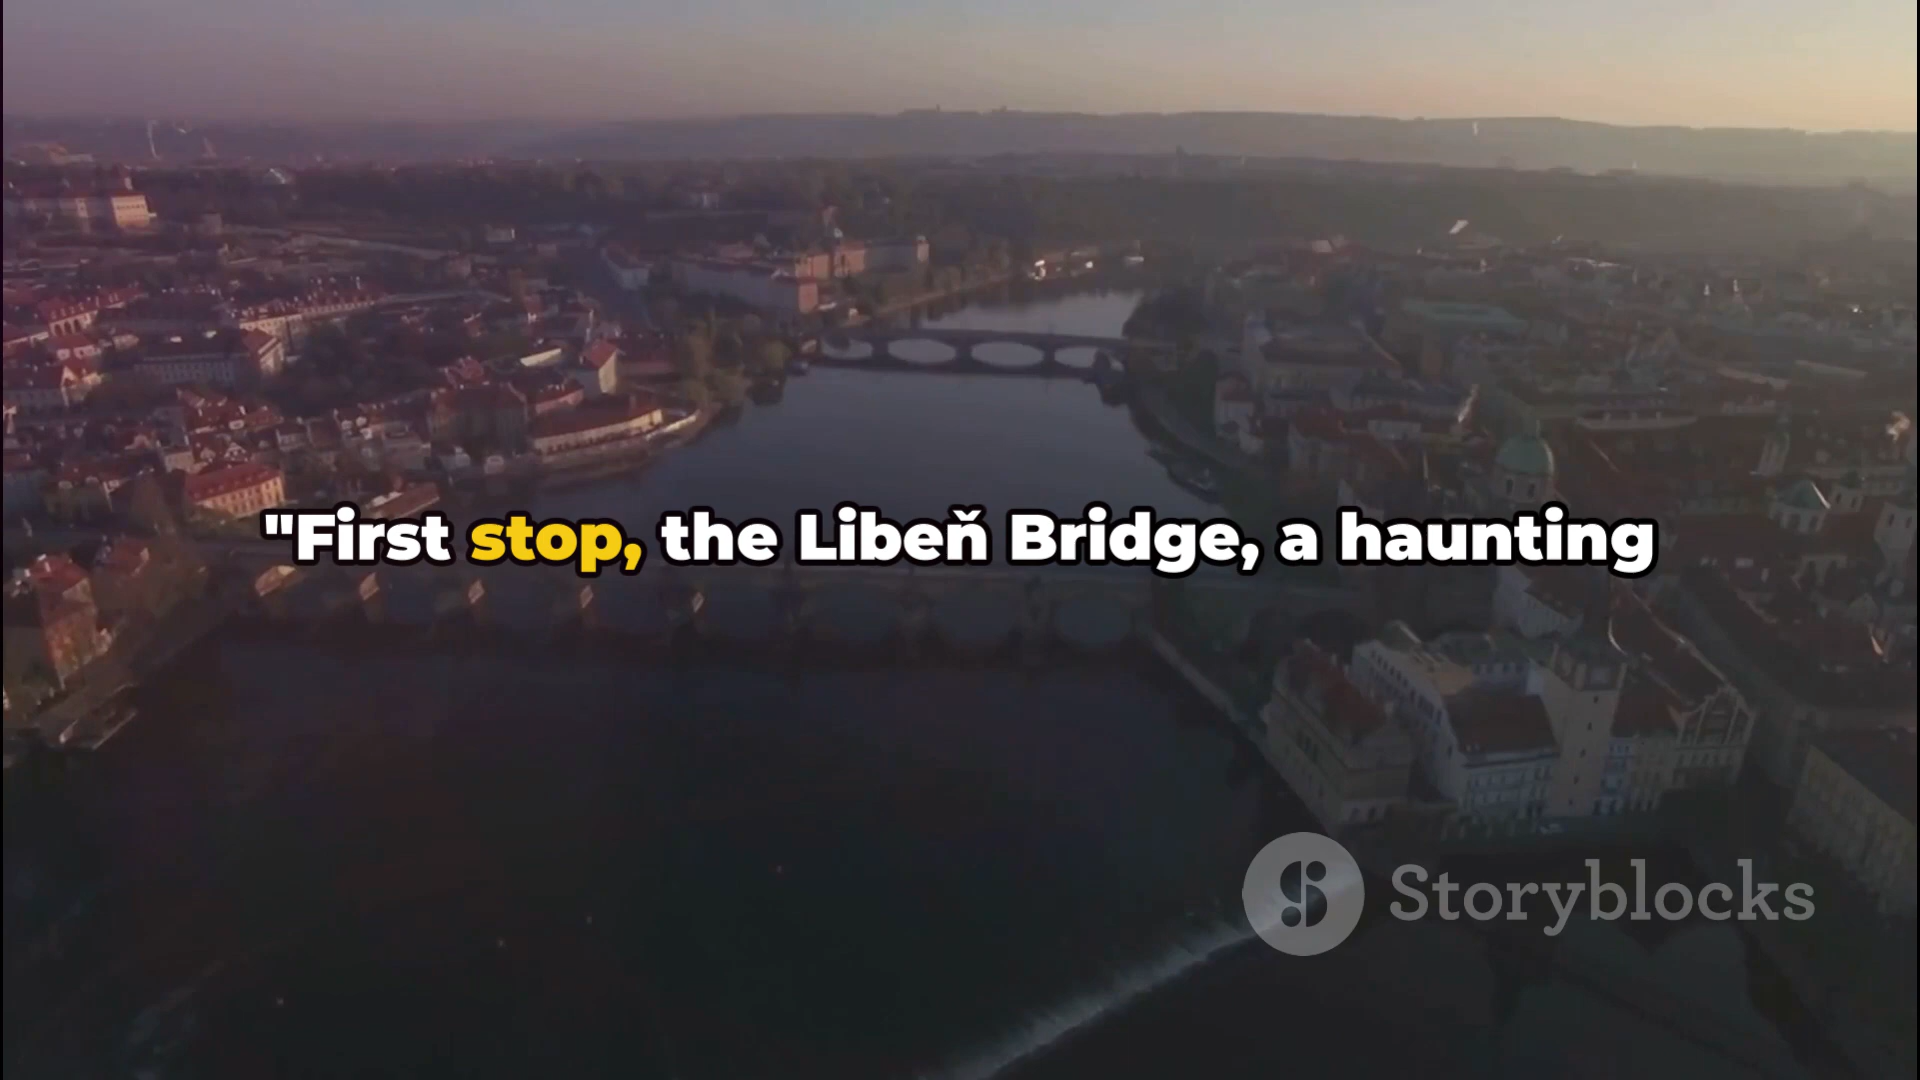 "First stop, the Libeň Bridge, a haunting
Storyblocks